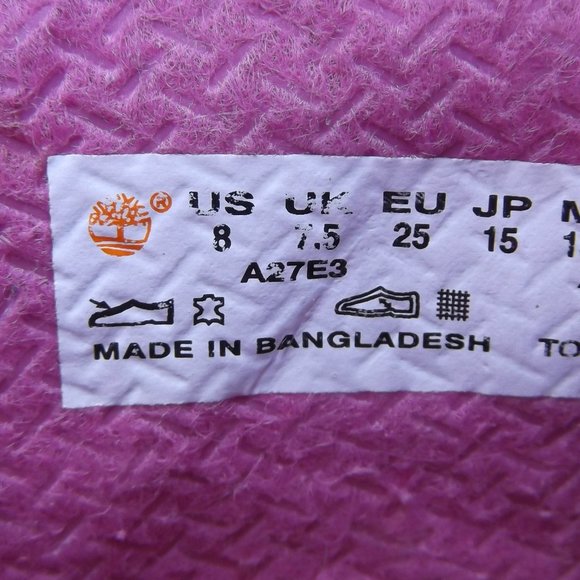 ® US UK EU JP
8 7.5 25 15
A27E3
MADE IN BANGLADESH